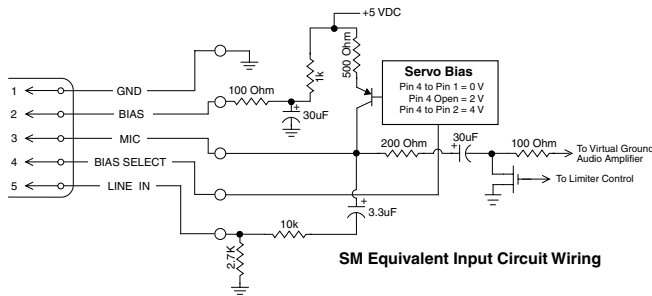 +5 VDC
500 Ohm
1k
Servo Bias
Pin 4 to Pin 1 = 0 V
Pin 4 Open = 2 V
Pin 4 to Pin 2 = 4 V
1 GND
2 BIAS
100 Ohm
30uF
3 MIC
200 Ohm
30uF
+
100 Ohm
To Virtual Ground
Audio Amplifier
4 BIAS SELECT
To Limiter Control
5 LINE IN
+
3.3uF
10k
2.7K
+
SM Equivalent Input Circuit Wiring